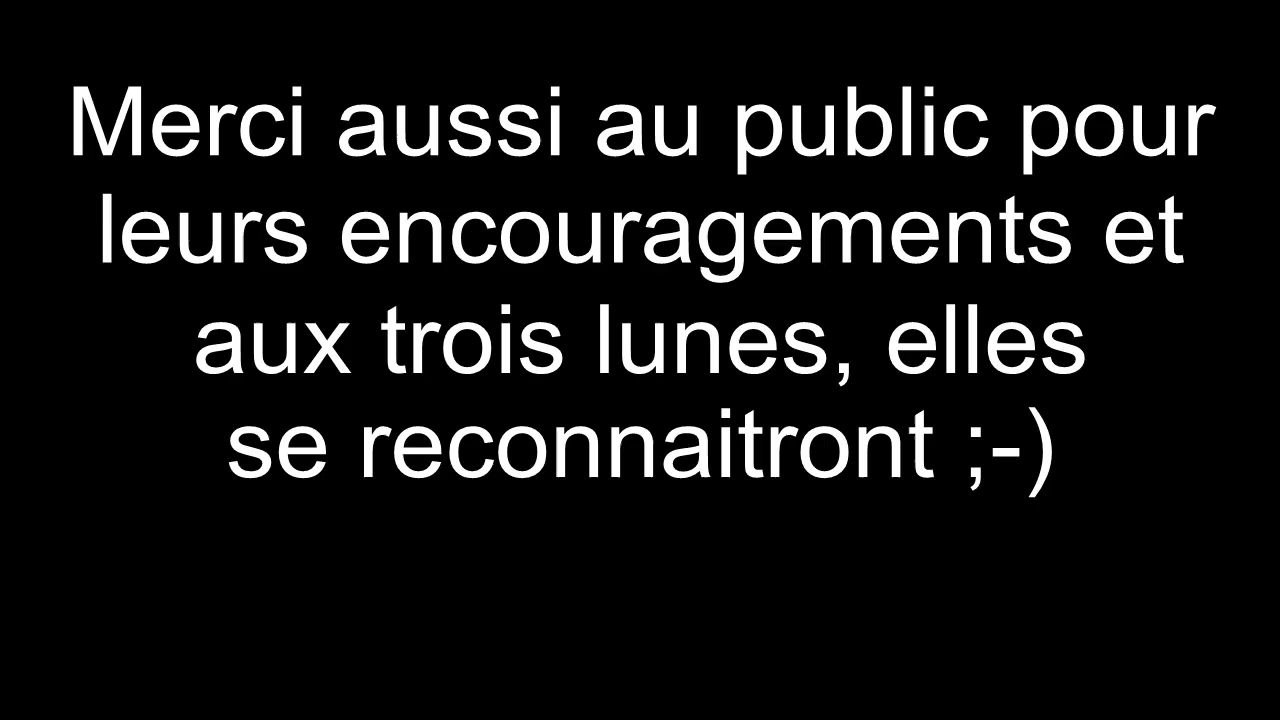 Merci aussi au public pour
leurs encouragements et
aux trois lunes, elles
se reconnaitront ;-)